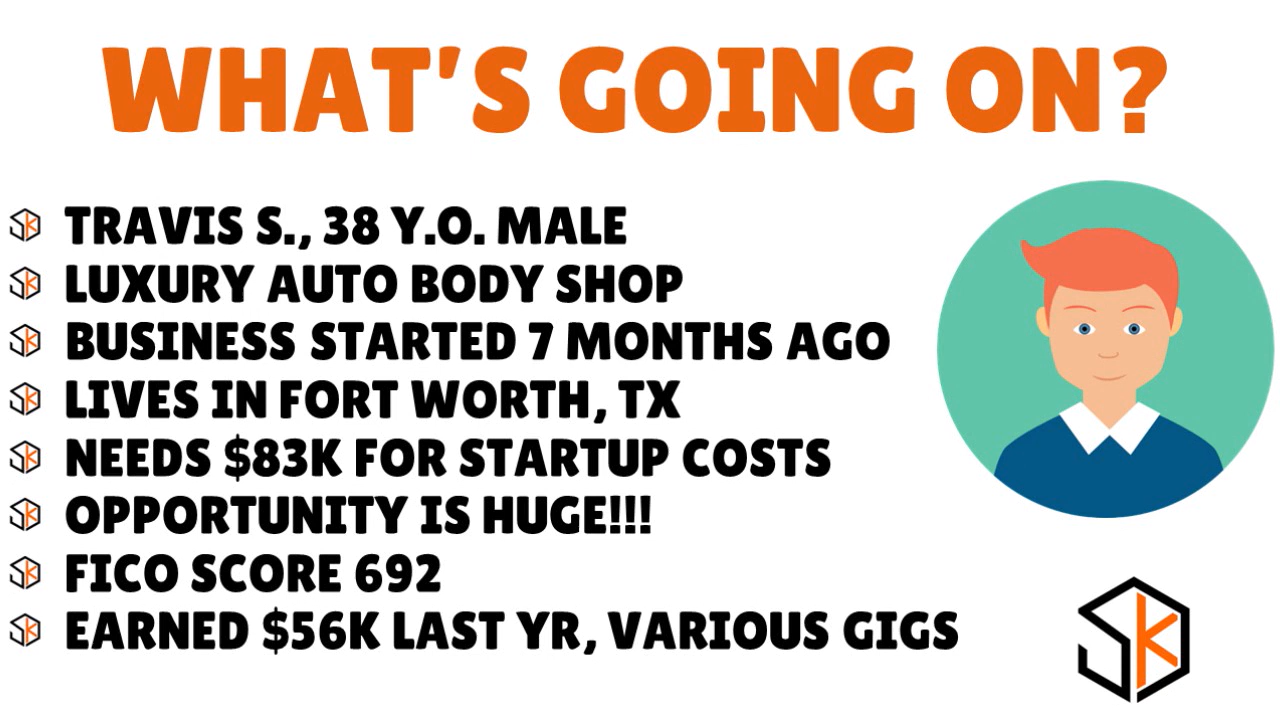 WHAT'S GOING ON?
TRAVIS S., 38 Y.O. MALE
LUXURY AUTO BODY SHOP
BUSINESS STARTED 7 MONTHS AGO
LIVES IN FORT WORTH, TX
NEEDS $83K FOR STARTUP COSTS
OPPORTUNITY IS HUGE!!!
FICO SCORE 692
EARNED $56K LAST YR, VARIOUS GIGS
SK